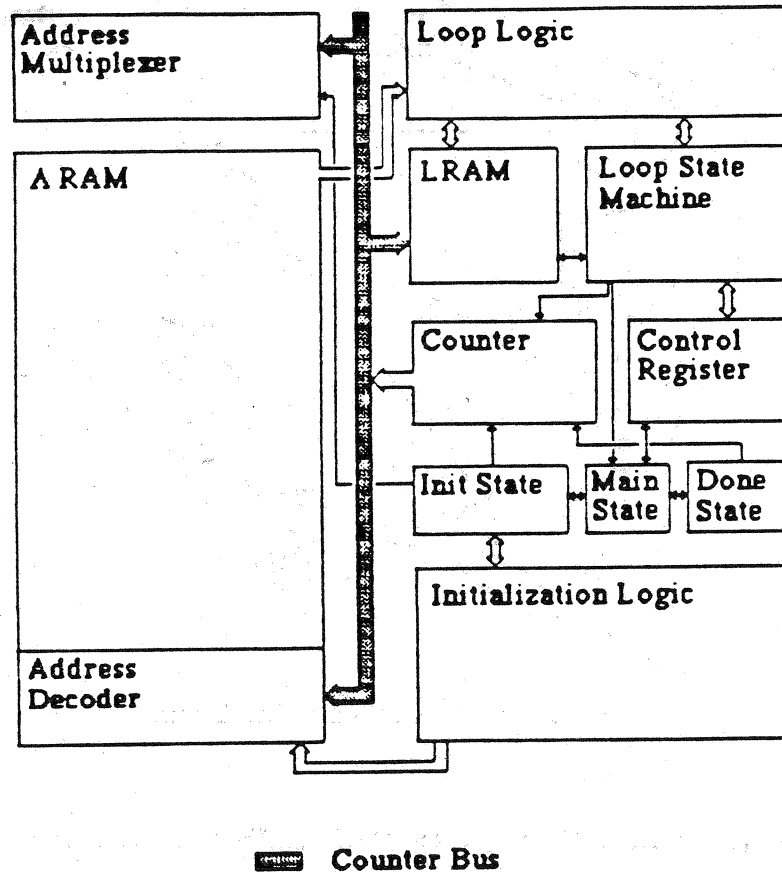 Address
Multiplexer
Loop Logic
A RAM
LRAM
Loop State
Machine
Counter
Control
Register
Init State
Main
State
Done
State
Initialization Logic
Address
Decoder
Counter Bus